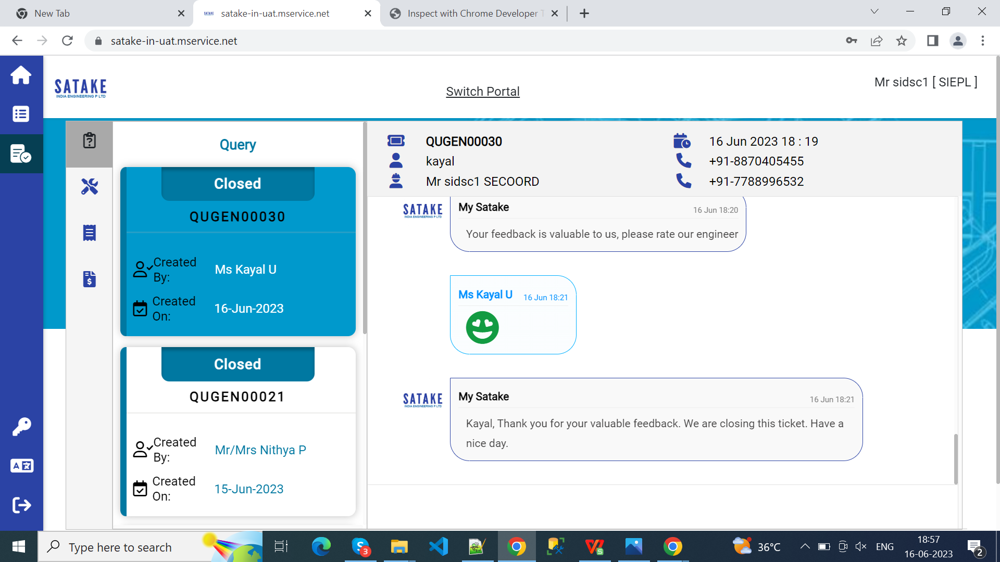 New Tab
satake-in-uat.mservice.net
Inspect with Chrome Developer T
satake-in-uat.mservice.net
SATAKE
INDIA ENGINEERING P LTD
Switch Portal
Mr sidsc1 [ SIEPL ]
Query
Closed
QUGEN00030
Created By:
Ms Kayal U
Created On:
16-Jun-2023
Closed
QUGEN00021
Created By:
Mr/Mrs Nithya P
Created On:
15-Jun-2023
QUGEN00030
16 Jun 2023 18 : 19
kayal
+91-8870405455
Mr sidsc1 SECOORD
+91-7788996532
SATAKE
INDIA ENGINEERING P LTD
My Satake
16 Jun 18:20
Your feedback is valuable to us, please rate our engineer
Ms Kayal U
16 Jun 18:21
SATAKE
INDIA ENGINEERING P LTD
My Satake
16 Jun 18:21
Kayal, Thank you for your valuable feedback. We are closing this ticket. Have a
nice day.
Type here to search
3
36°C
ENG
18:57
16-06-2023
2